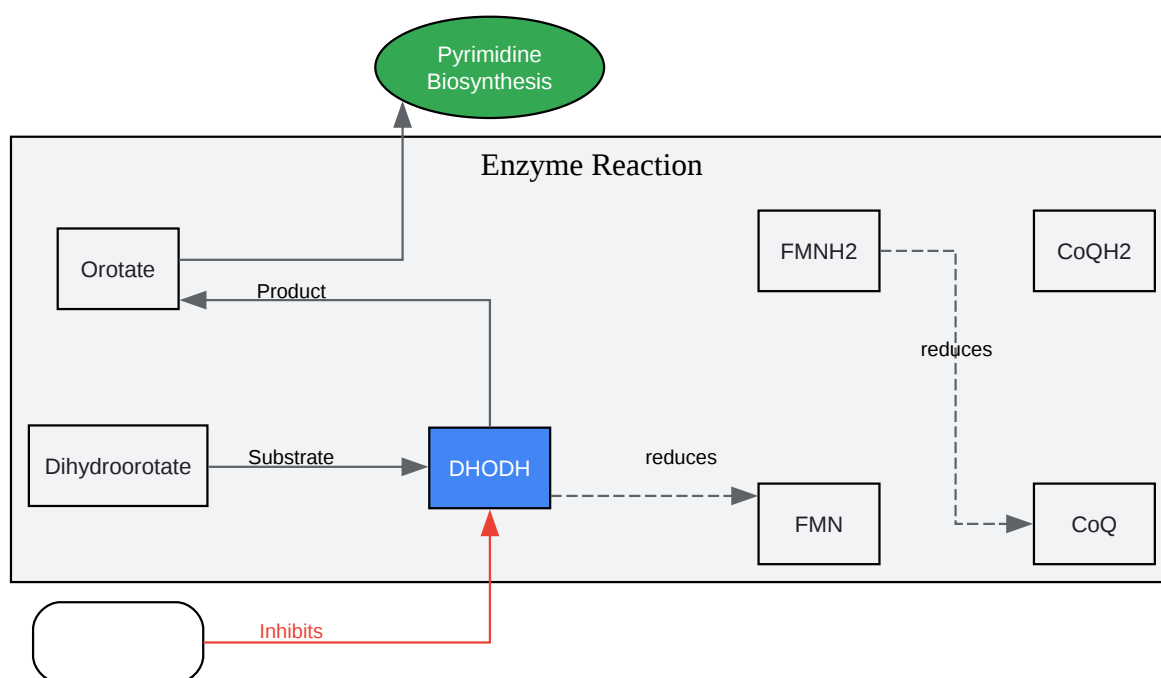 Pyrimidine
Biosynthesis
Enzyme Reaction
Orotate
FMNH2
CoQH2
Product
reduces
Dihydroorotate
Substrate
DHODH
reduces
FMN
CoQ
Inhibits